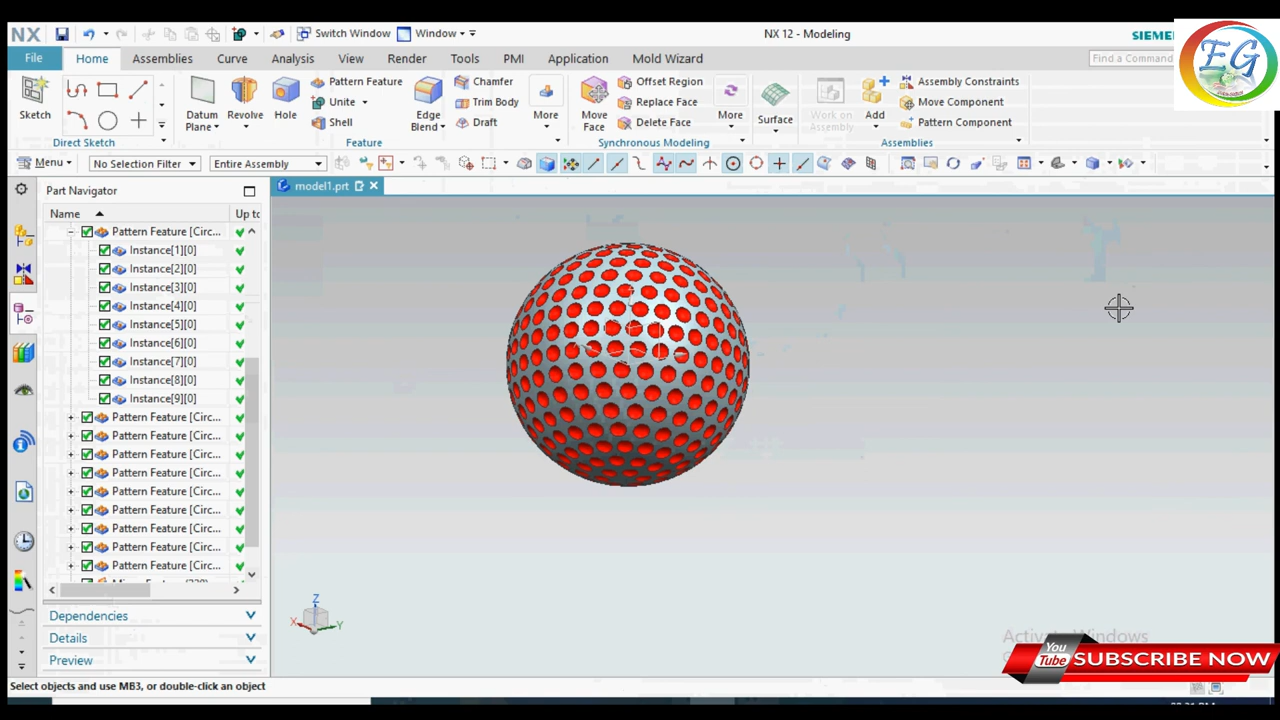 NX Switch Window Window NX 12 - Modeling SIEME
EG
File Home Assemblies Curve Analysis View Render Tools PMI Application Mold Wizard Find a Command
Pattern Feature Chamfer Offset Region Assembly Constraints
Unite Trim Body Replace Face Move Component
Sketch Datum Plane Revolve Hole Shell Edge Blend Draft More Move Face Delete Face More Surface Work on Assembly Add Pattern Component
Direct Sketch Feature Synchronous Modeling Assemblies
Menu No Selection Filter Entire Assembly
Part Navigator model1.prt
Name Up to
Pattern Feature [Circ...
Instance[1][0]
Instance[2][0]
Instance[3][0]
Instance[4][0]
Instance[5][0]
Instance[6][0]
Instance[7][0]
Instance[8][0]
Instance[9][0]
Pattern Feature [Circ...
Pattern Feature [Circ...
Pattern Feature [Circ...
Pattern Feature [Circ...
Pattern Feature [Circ...
Pattern Feature [Circ...
Pattern Feature [Circ...
Pattern Feature [Circ...
Pattern Feature [Circ...
Z
X Y
Dependencies
Details
Preview
Activate Windows
You Tube SUBSCRIBE NOW
Select objects and use MB3, or double-click an object